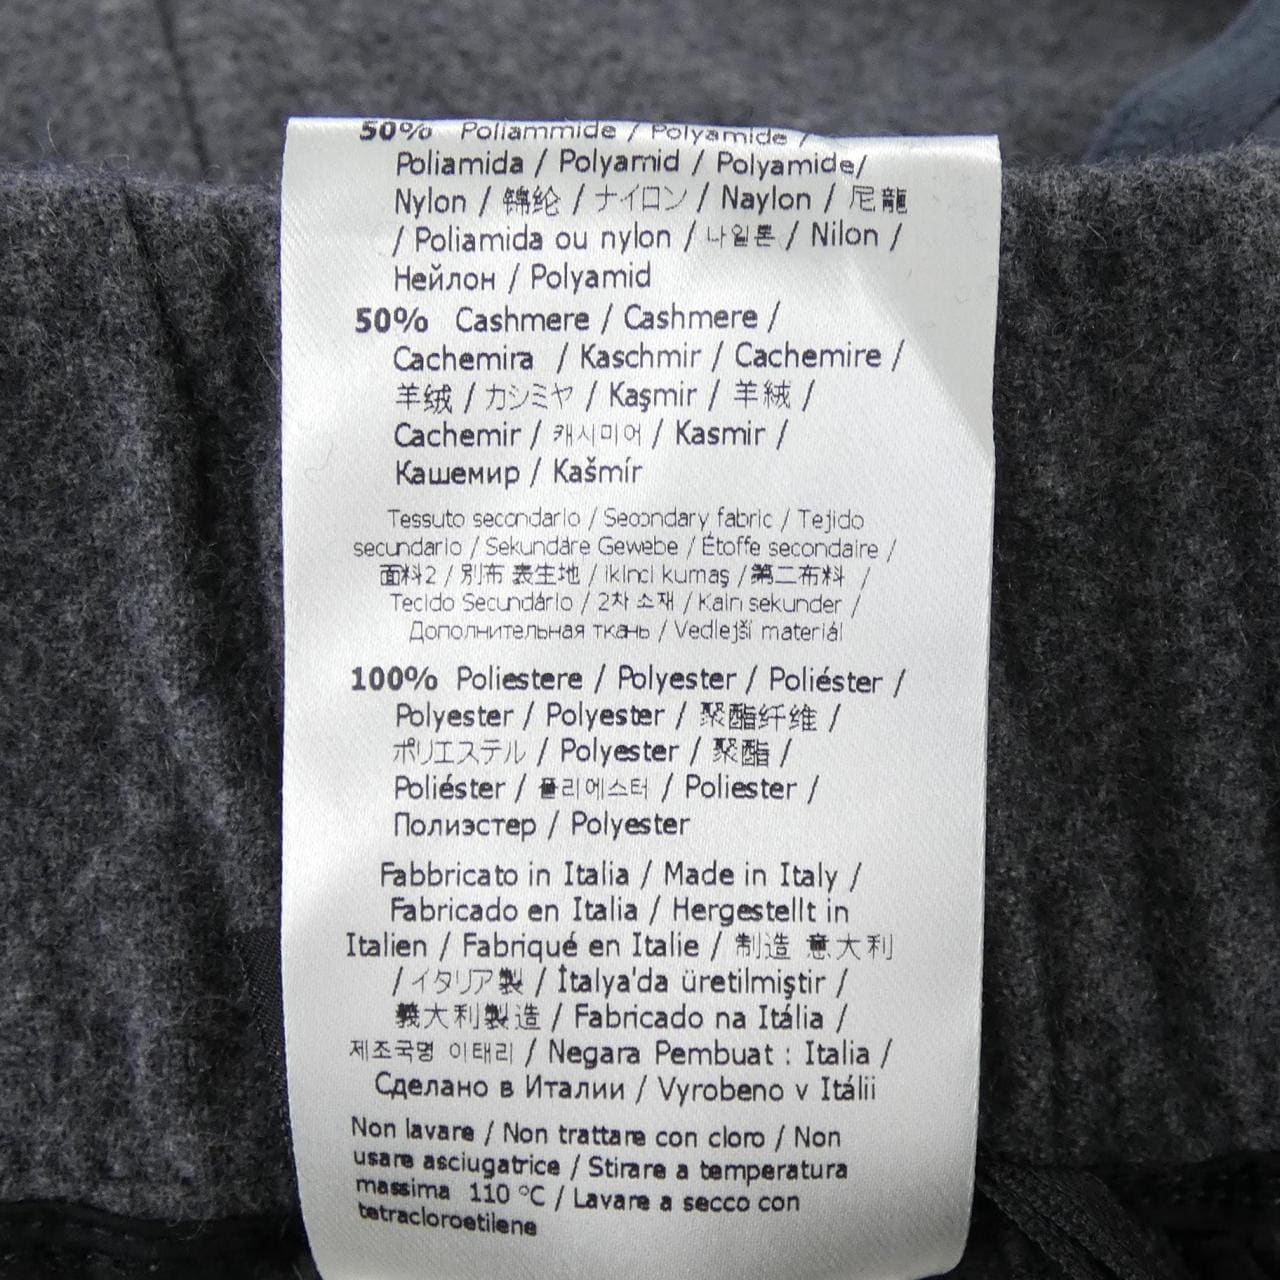 50% Poliammide / Polyamide /
Poliamida / Polyamid / Polyamide/
Nylon / 锦纶 / ナイロン / Naylon / 尼龍
/ Poliamida ou nylon / 나일론 / Nilon /
Нейлон / Polyamid
50% Cashmere / Cashmere /
Cachemira / Kaschmir / Cachemire /
羊绒 / カシミヤ / Kaşmir / 羊絨 /
Cachemir / 캐시미어 / Kasmir /
Кашемир / Kašmír
Tessuto secondario / Secondary fabric / Tejido
secundario / Sekundäre Gewebe / Étoffe secondaire /
面料2 / 別布 表生地 / ikinci kumaş / 第二布料 /
Tecido Secundário / 2차 소재 / Kain sekunder /
Дополнительная ткань / Vedlejší materiál
100% Poliestere / Polyester / Poliéster /
Polyester / Polyester / 聚酯纤维 /
ポリエステル / Polyester / 聚酯 /
Poliéster / 폴리에스터 / Poliester /
Полиэстер / Polyester
Fabbricato in Italia / Made in Italy /
Fabricado en Italia / Hergestellt in
Italien / Fabriqué en Italie / 制造 意大利
/ イタリア製 / İtalya'da üretilmiştir /
義大利製造 / Fabricado na Itália /
제조국명 이태리 / Negara Pembuat : Italia /
Сделано в Италии / Vyrobeno v Itálii
Non lavare / Non trattare con cloro / Non
usare asciugatrice / Stirare a temperatura
massima 110 °C / Lavare a secco con
tetracloroetilene